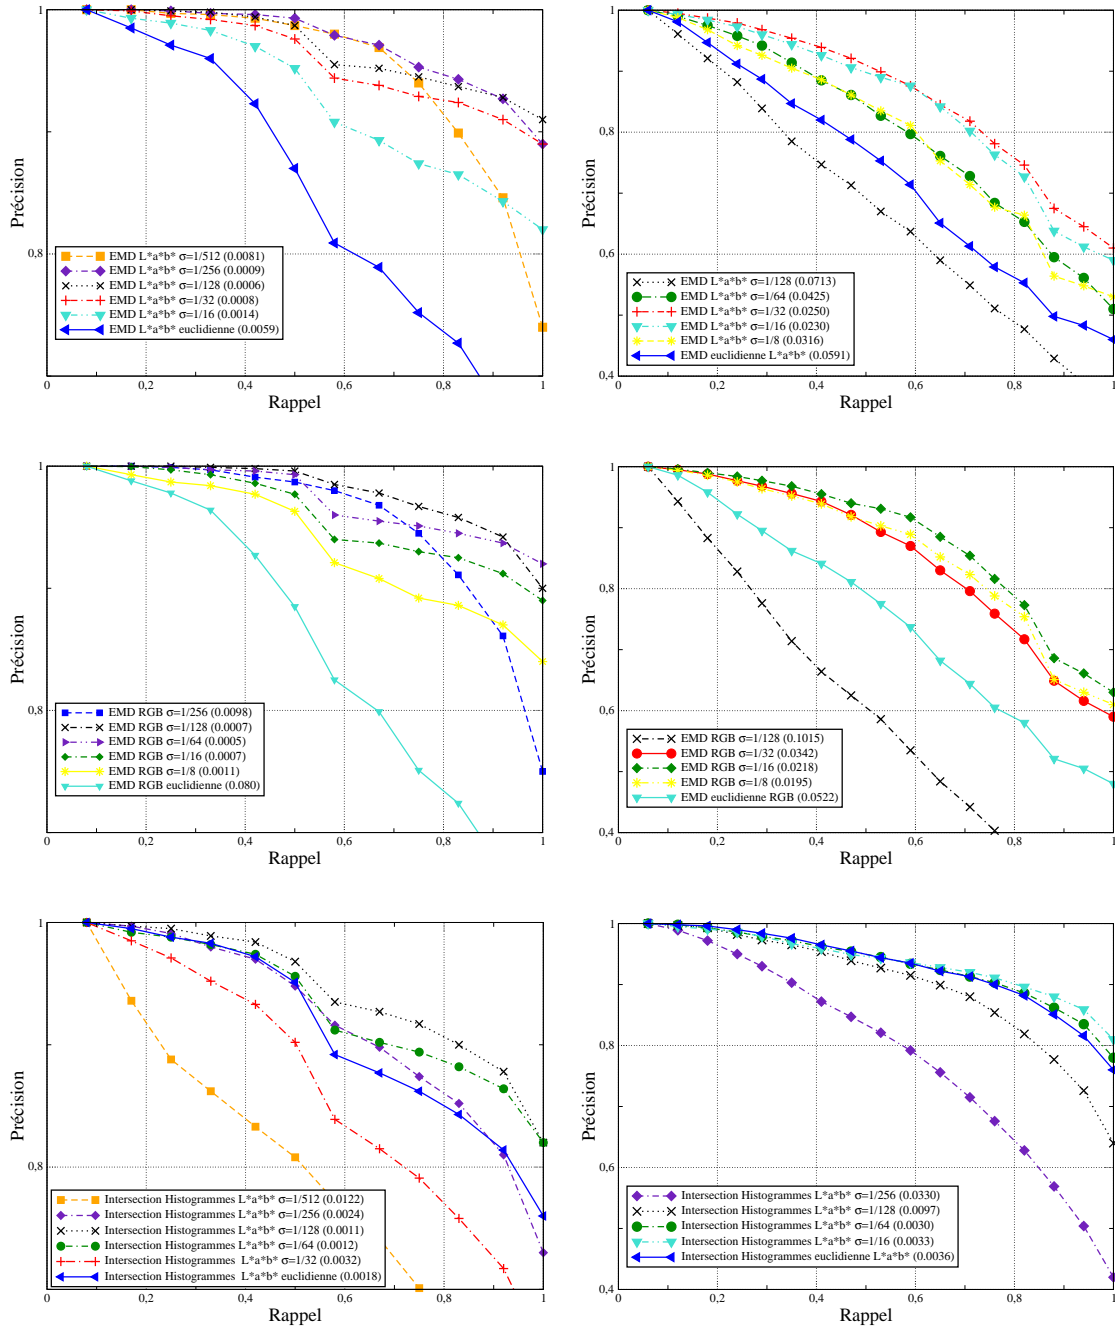 1
0,8
Précision
0
0,2
0,4
0,6
0,8
1
Rappel
EMD L*a*b* σ=1/512 (0.0081)
EMD L*a*b* σ=1/256 (0.0009)
EMD L*a*b* σ=1/128 (0.0006)
EMD L*a*b* σ=1/32 (0.0008)
EMD L*a*b* σ=1/16 (0.0014)
EMD L*a*b* euclidienne (0.0059)
1
0,8
0,6
0,4
Précision
0
0,2
0,4
0,6
0,8
1
Rappel
EMD L*a*b* σ=1/128 (0.0713)
EMD L*a*b* σ=1/64 (0.0425)
EMD L*a*b* σ=1/32 (0.0250)
EMD L*a*b* σ=1/16 (0.0230)
EMD L*a*b* σ=1/8 (0.0316)
EMD euclidienne L*a*b* (0.0591)
1
0,8
Précision
0
0,2
0,4
0,6
0,8
1
Rappel
EMD RGB σ=1/256 (0.0098)
EMD RGB σ=1/128 (0.0007)
EMD RGB σ=1/64 (0.0005)
EMD RGB σ=1/16 (0.0007)
EMD RGB σ=1/8 (0.0011)
EMD RGB euclidienne (0.080)
1
0,8
0,6
0,4
Précision
0
0,2
0,4
0,6
0,8
1
Rappel
EMD RGB σ=1/128 (0.1015)
EMD RGB σ=1/32 (0.0342)
EMD RGB σ=1/16 (0.0218)
EMD RGB σ=1/8 (0.0195)
EMD euclidienne RGB (0.0522)
1
0,8
Précision
0
0,2
0,4
0,6
0,8
1
Rappel
Intersection Histogrammes L*a*b* σ=1/512 (0.0122)
Intersection Histogrammes L*a*b* σ=1/256 (0.0024)
Intersection Histogrammes L*a*b* σ=1/128 (0.0011)
Intersection Histogrammes L*a*b* σ=1/64 (0.0012)
Intersection Histogrammes L*a*b* σ=1/32 (0.0032)
Intersection Histogrammes L*a*b* euclidienne (0.0018)
1
0,8
0,6
0,4
Précision
0
0,2
0,4
0,6
0,8
1
Rappel
Intersection Histogrammes L*a*b* σ=1/256 (0.0330)
Intersection Histogrammes L*a*b* σ=1/128 (0.0097)
Intersection Histogrammes L*a*b* σ=1/64 (0.0030)
Intersection Histogrammes L*a*b* σ=1/16 (0.0033)
Intersection Histogrammes euclidienne L*a*b* (0.0036)